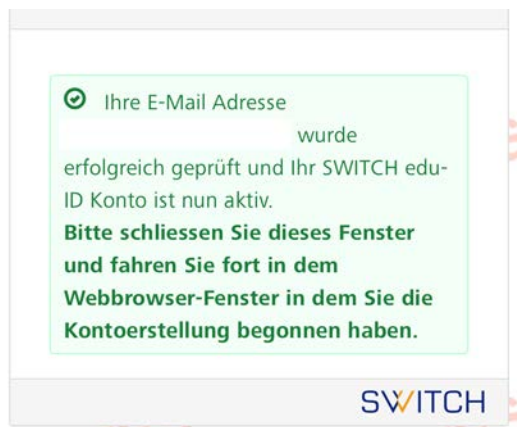 Ihre E-Mail Adresse
wurde
erfolgreich geprüft und Ihr SWITCH edu-
ID Konto ist nun aktiv.
Bitte schliessen Sie dieses Fenster
und fahren Sie fort in dem
Webbrowser-Fenster in dem Sie die
Kontoerstellung begonnen haben.
SWITCH